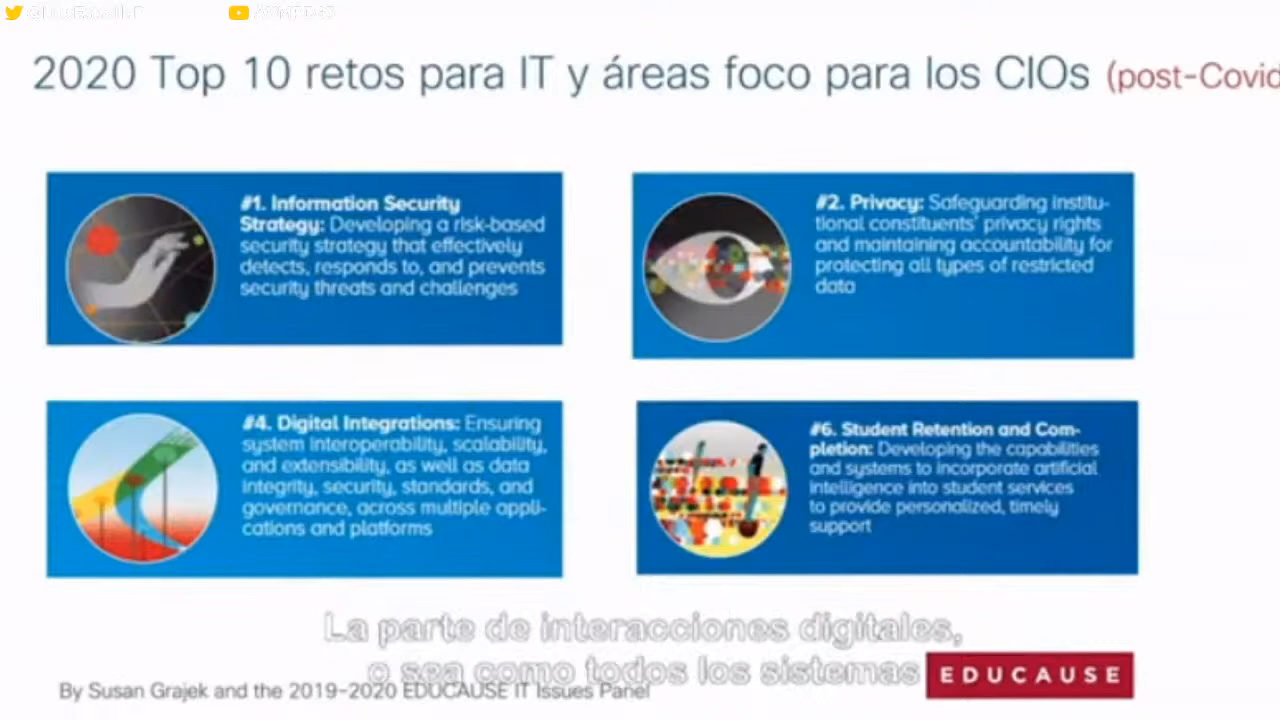 2020 Top 10 retos para IT y áreas foco para los CIOs (post-Covid
#1. Information Security
Strategy: Developing a risk-based
security strategy that effectively
detects, responds to, and prevents
security threats and challenges
#2. Privacy: Safeguarding institu-
tional constituents' privacy rights
and maintaining accountability for
protecting all types of restricted
data
#4. Digital Integrations: Ensuring
system interoperability, scalability,
and extensibility, as well as data
integrity, security, standards, and
governance, across multiple appli-
cations and platforms
#6. Student Retention and Com-
pletion: Developing the capabilities
and systems to incorporate artificial
intelligence into student services
to provide personalized, timely
support
La parte de interacciones digitales,
o sea como todos los sistemas
EDUCAUSE
By Susan Grajek and the 2019-2020 EDUCAUSE IT Issues Panel